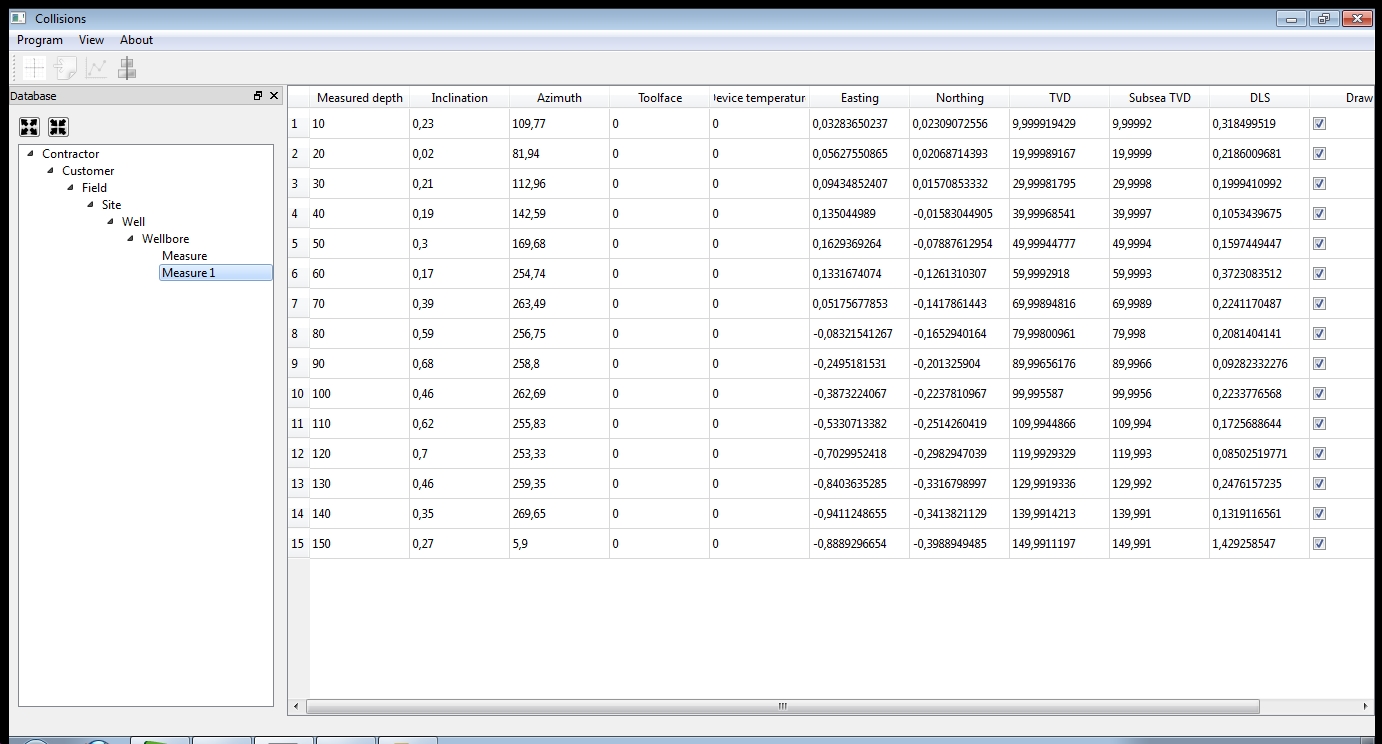 Collisions
Program View About
Database
Measured depth Inclination Azimuth Toolface Device temperatur Easting Northing TVD Subsea TVD DLS Draw
1 10 0,23 109,77 0 0 0,03283650237 0,02309072556 9,999919429 9,99992 0,318499519
2 20 0,02 81,94 0 0 0,05627550865 0,02068714393 19,99989167 19,9999 0,2186009681
3 30 0,21 112,96 0 0 0,09434852407 0,01570853332 29,99981795 29,9998 0,1999410992
4 40 0,19 142,59 0 0 0,135044989 -0,01583044905 39,99968541 39,9997 0,1053439675
5 50 0,3 169,68 0 0 0,1629369264 -0,07887612954 49,99944777 49,9994 0,1597449447
6 60 0,17 254,74 0 0 0,1331674074 -0,1261310307 59,9992918 59,9993 0,3723083512
7 70 0,39 263,49 0 0 0,05175677853 -0,1417861443 69,99894816 69,9989 0,2241170487
8 80 0,59 256,75 0 0 -0,08321541267 -0,1652940164 79,99800961 79,998 0,2081404141
9 90 0,68 258,8 0 0 -0,2495181531 -0,201325904 89,99656176 89,9966 0,09282332276
10 100 0,46 262,69 0 0 -0,3873224067 -0,2237810967 99,995587 99,9956 0,2233776568
11 110 0,62 255,83 0 0 -0,5330713382 -0,2514260419 109,9944866 109,994 0,1725688644
12 120 0,7 253,33 0 0 -0,7029952418 -0,2982947039 119,9929329 119,993 0,08502519771
13 130 0,46 259,35 0 0 -0,8403635285 -0,3316798997 129,9919336 129,992 0,2476157235
14 140 0,35 269,65 0 0 -0,9411248655 -0,3413821129 139,9914213 139,991 0,1319116561
15 150 0,27 5,9 0 0 -0,8889296654 -0,3988949485 149,9911197 149,991 1,429258547
Contractor
Customer
Field
Site
Well
Wellbore
Measure
Measure 1